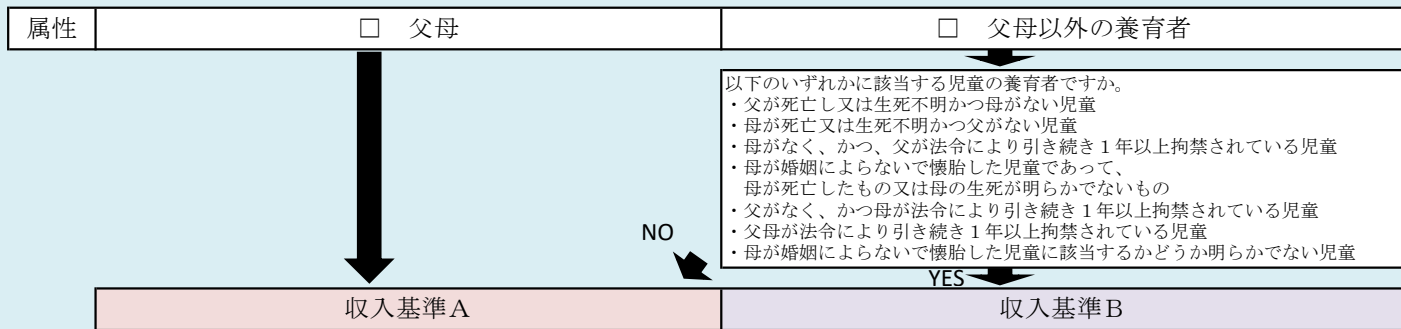 属性 □ 父母 □ 父母以外の養育者
以下のいずれかに該当する児童の養育者ですか。
・父が死亡し又は生死不明かつ母がない児童
・母が死亡又は生死不明かつ父がない児童
・母がなく、かつ、父が法令により引き続き１年以上拘禁されている児童
・母が婚姻によらないで懐胎した児童であって、
母が死亡したもの又は母の生死が明らかでないもの
・父がなく、かつ母が法令により引き続き１年以上拘禁されている児童
・父母が法令により引き続き１年以上拘禁されている児童
・母が婚姻によらないで懐胎した児童に該当するかどうか明らかでない児童
NO
YES
収入基準Ａ 収入基準Ｂ